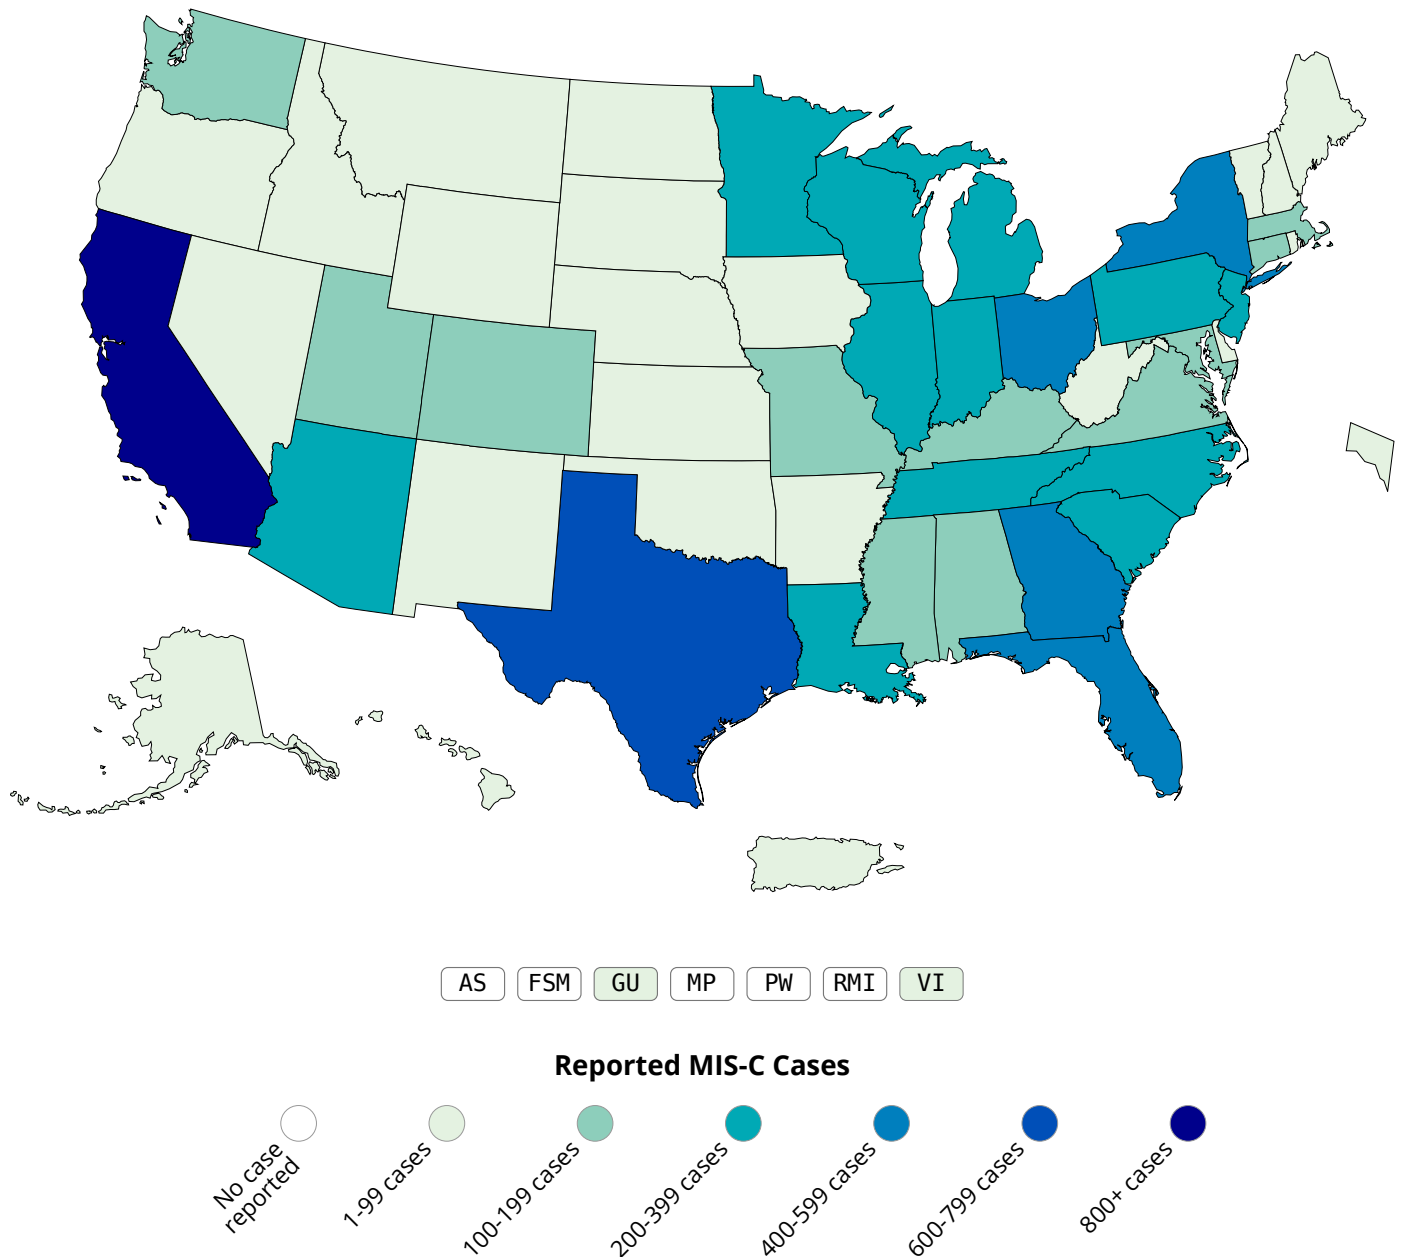 AS FSM GU MP PW RMI VI
Reported MIS-C Cases
No case
reported
1-99 cases
100-199 cases
200-399 cases
400-599 cases
600-799 cases
800+ cases